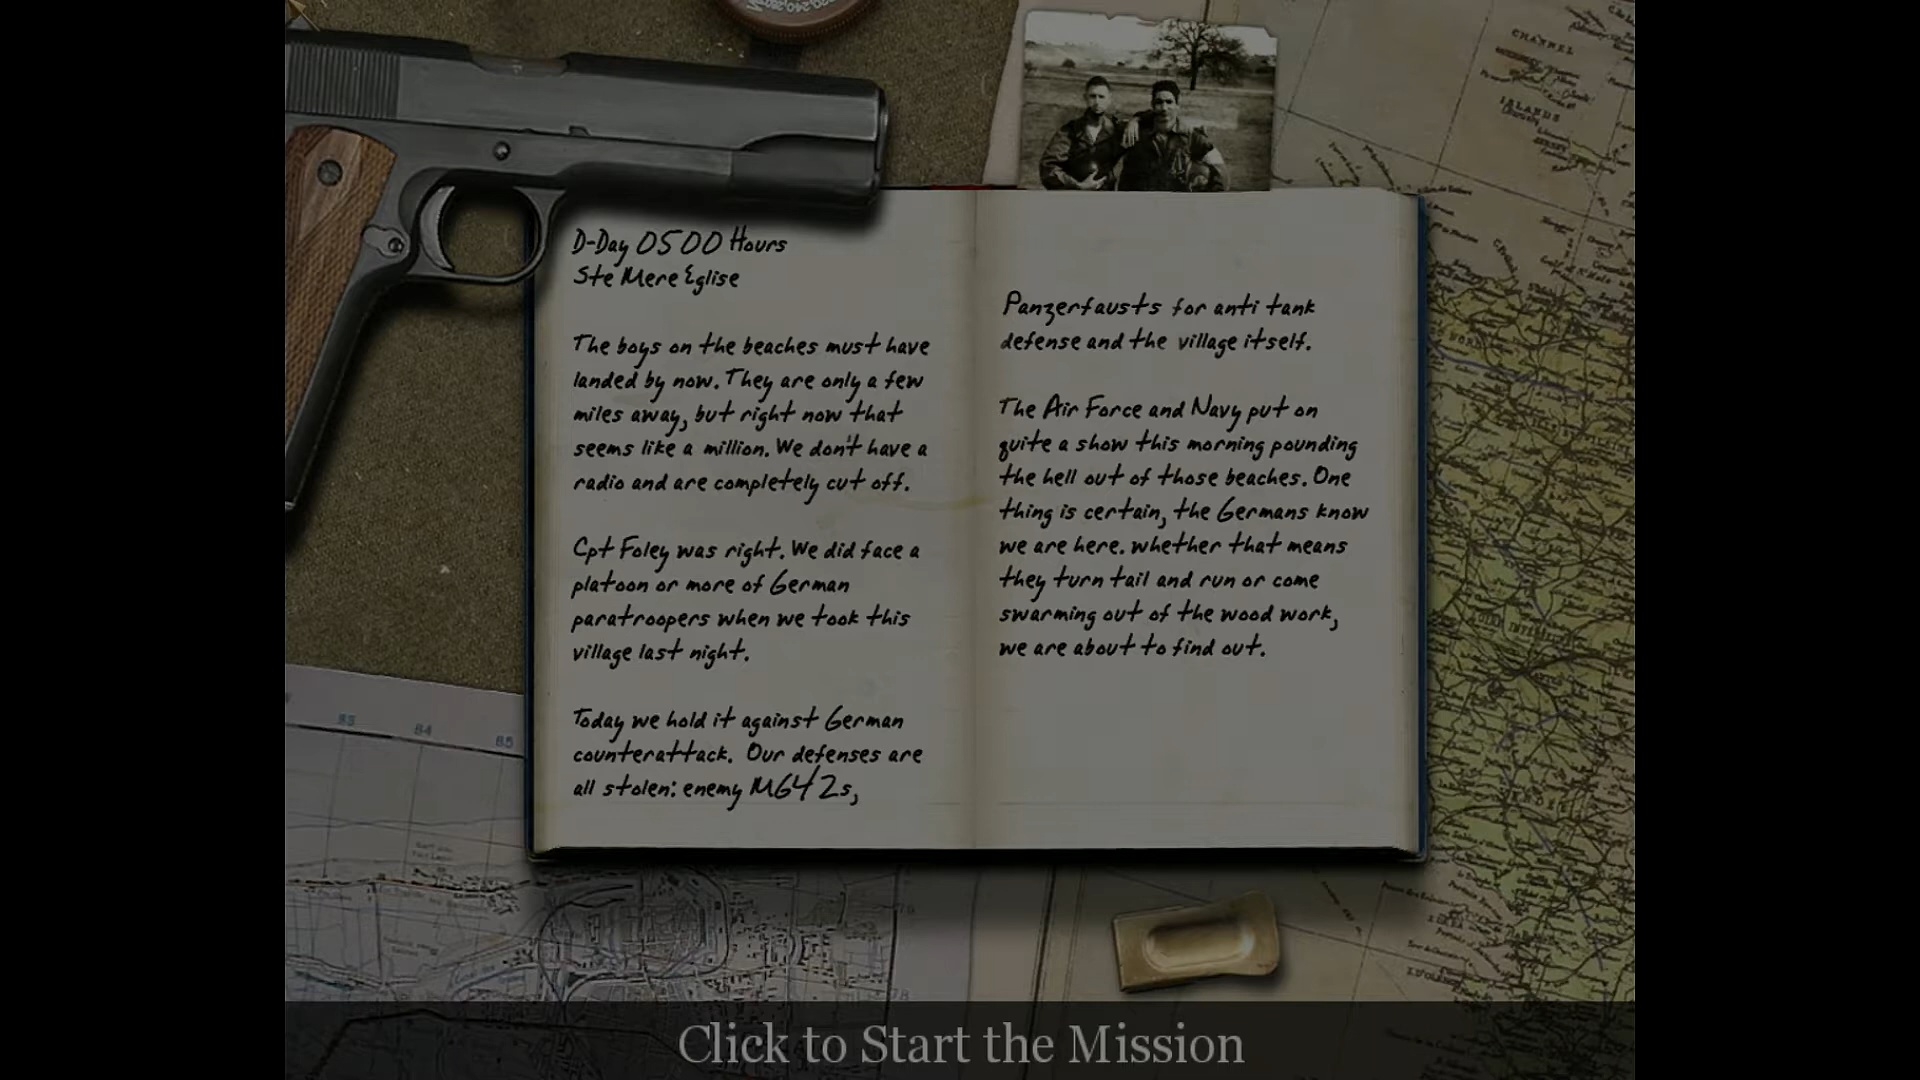 CHANNEL
ISLANDS
D-Day 0500 Hours
Ste Mere Eglise
The boys on the beaches must have
landed by now. They are only a few
miles away, but right now that
seems like a million. We don't have a
radio and are completely cut off.
Cpt Foley was right. We did face a
platoon or more of German
paratroopers when we took this
village last night.
Today we hold it against German
counterattack. Our defenses are
all stolen: enemy MG42s,
Panzerfausts for anti tank
defense and the village itself.
The Air Force and Navy put on
quite a show this morning pounding
the hell out of those beaches. One
thing is certain, the Germans know
we are here. whether that means
they turn tail and run or come
swarming out of the wood work,
we are about to find out.
83
84
85
Click to Start the Mission